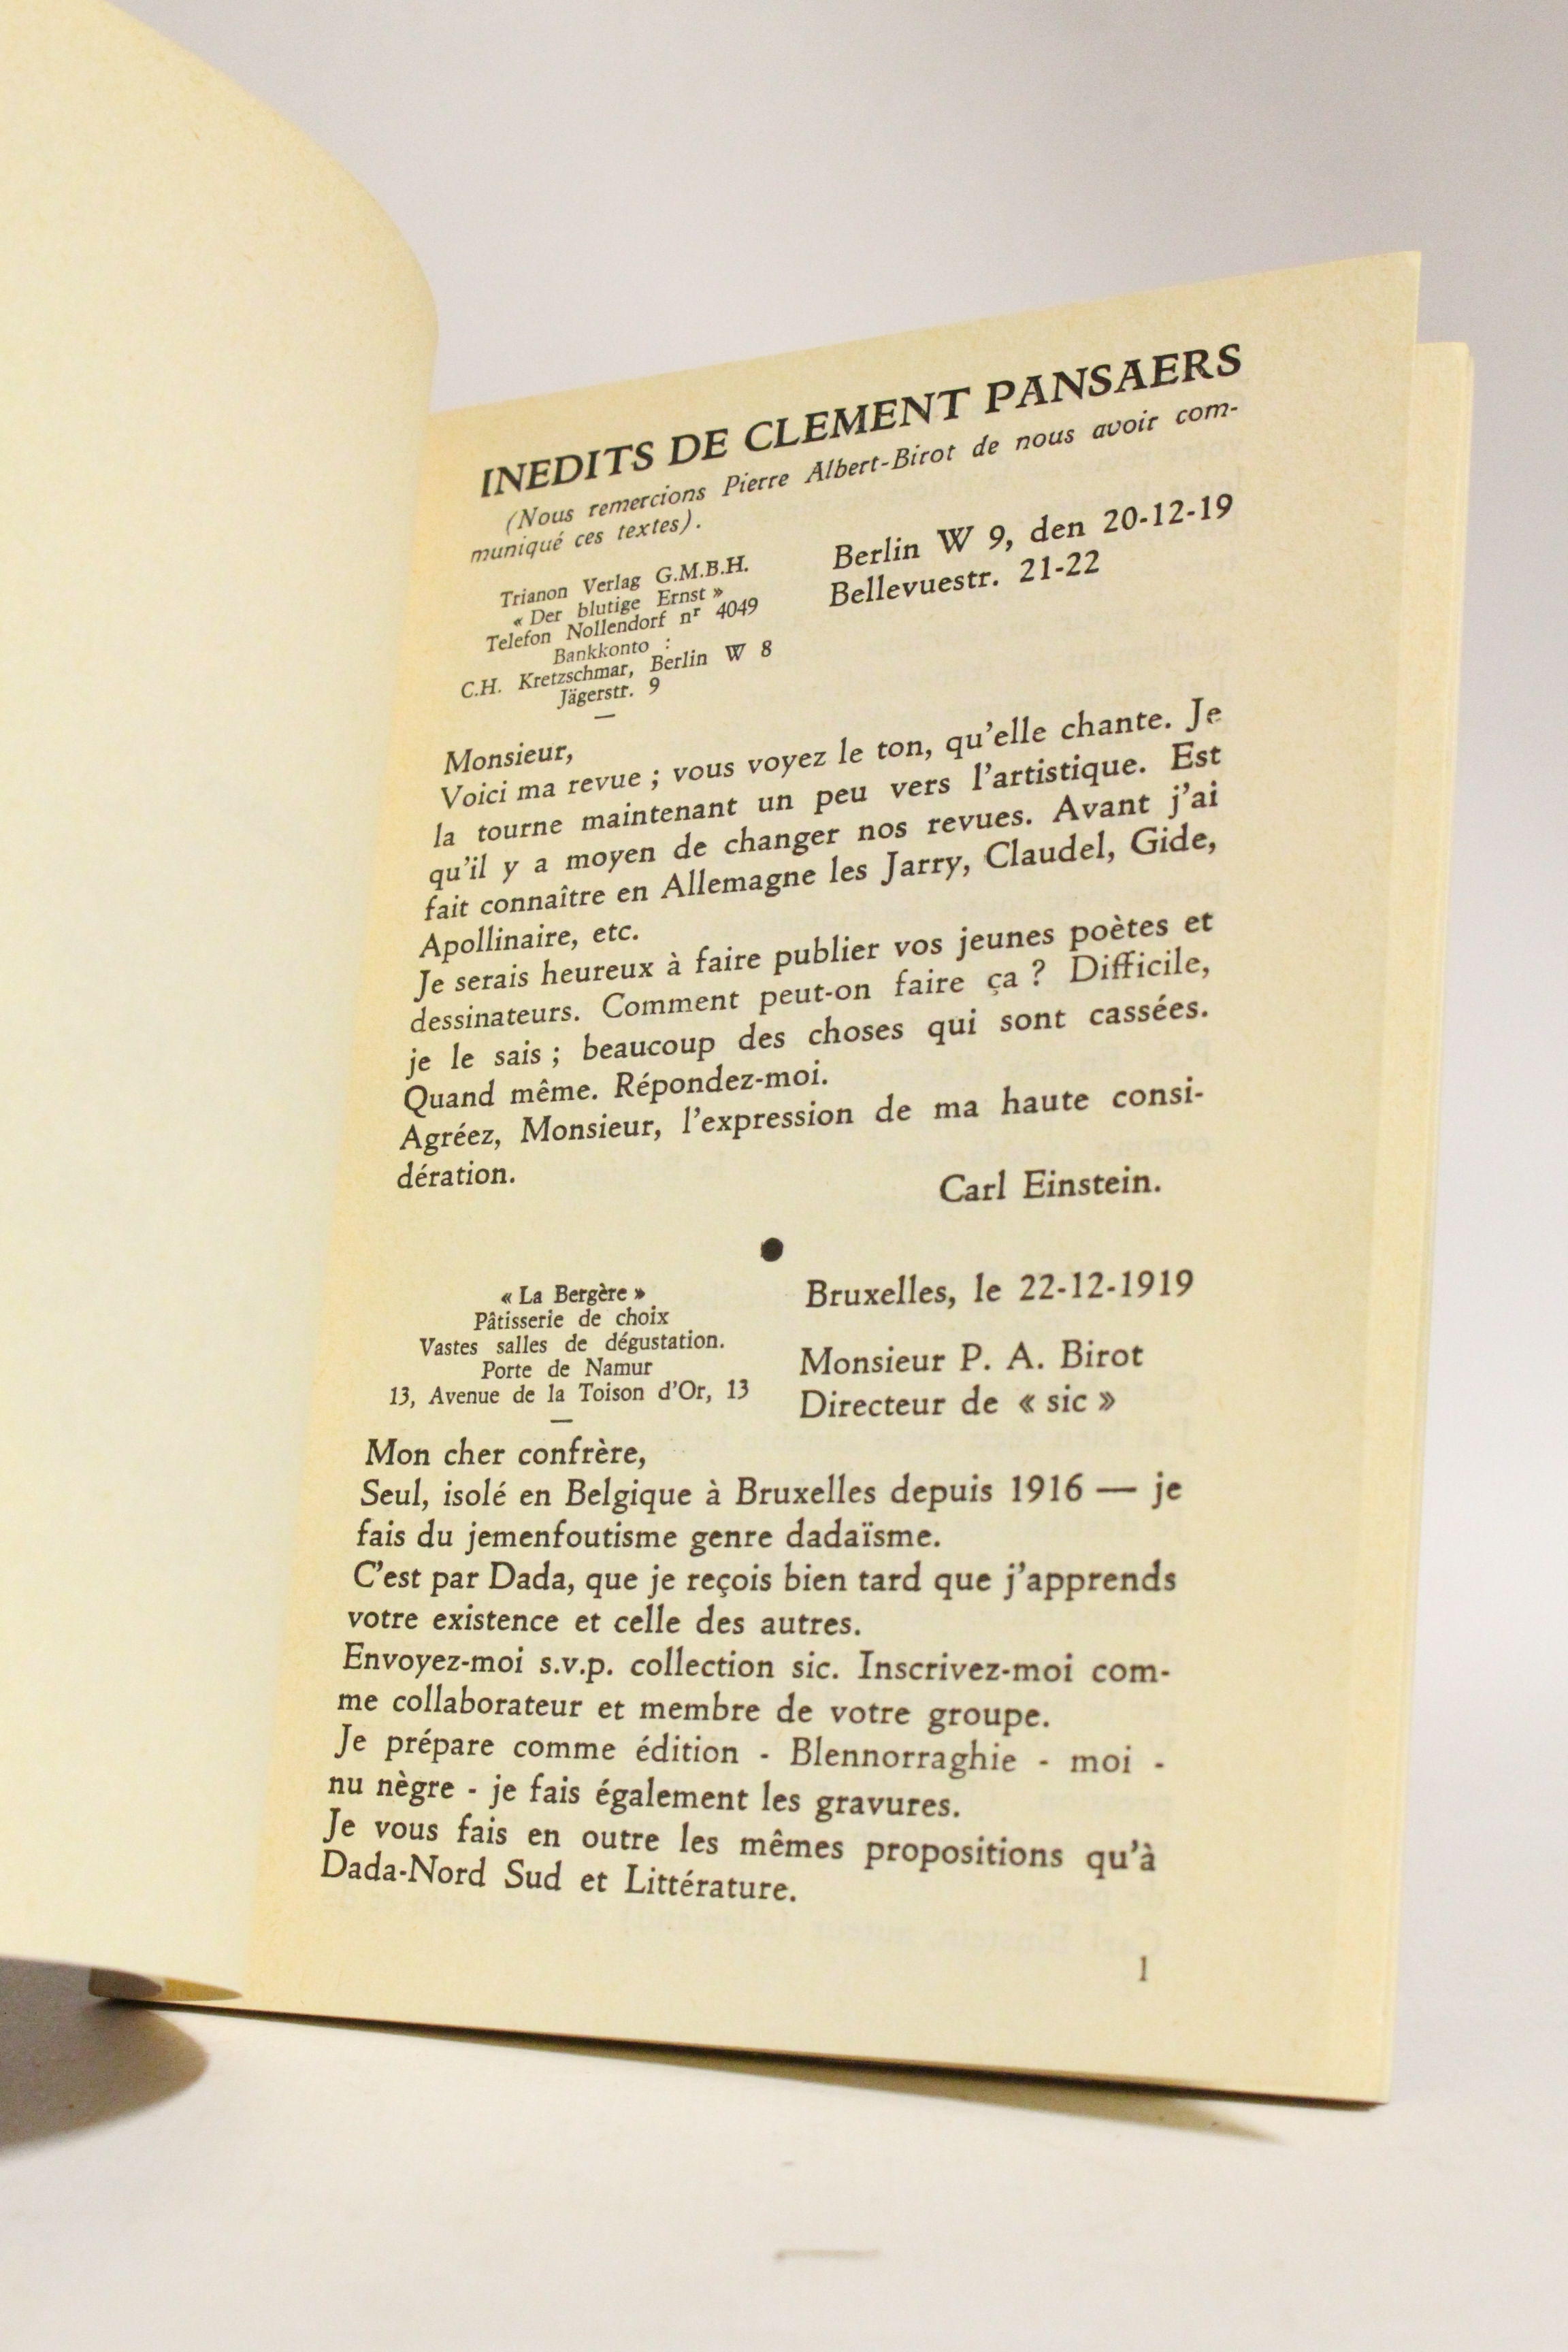 INEDITS DE CLEMENT PANSAERS
(Nous remercions Pierre Albert-Birot de nous avoir com-
muniqué ces textes).
Trianon Verlag G.M.B.H.
« Der blutige Ernst »
Telefon Nollendorf nr 4049
Bankkonto :
C.H. Kretzschmar, Berlin W 8
Jägerstr. 9
—
Berlin W 9, den 20-12-19
Bellevuestr. 21-22
Monsieur,
Voici ma revue ; vous voyez le ton, qu'elle chante. Je
la tourne maintenant un peu vers l'artistique. Est
qu'il y a moyen de changer nos revues. Avant j'ai
fait connaître en Allemagne les Jarry, Claudel, Gide,
Apollinaire, etc.
Je serais heureux à faire publier vos jeunes poètes et
dessinateurs. Comment peut-on faire ça ? Difficile,
je le sais ; beaucoup des choses qui sont cassées.
Quand même. Répondez-moi.
Agréez, Monsieur, l'expression de ma haute consi-
dération.
Carl Einstein.
●
« La Bergère »
Pâtisserie de choix
Vastes salles de dégustation.
Porte de Namur
13, Avenue de la Toison d'Or, 13
—
Bruxelles, le 22-12-1919
Monsieur P. A. Birot
Directeur de « sic »
Mon cher confrère,
Seul, isolé en Belgique à Bruxelles depuis 1916 — je
fais du jemenfoutisme genre dadaïsme.
C'est par Dada, que je reçois bien tard que j'apprends
votre existence et celle des autres.
Envoyez-moi s.v.p. collection sic. Inscrivez-moi com-
me collaborateur et membre de votre groupe.
Je prépare comme édition - Blennorraghie - moi -
nu nègre - je fais également les gravures.
Je vous fais en outre les mêmes propositions qu'à
Dada-Nord Sud et Littérature.
1